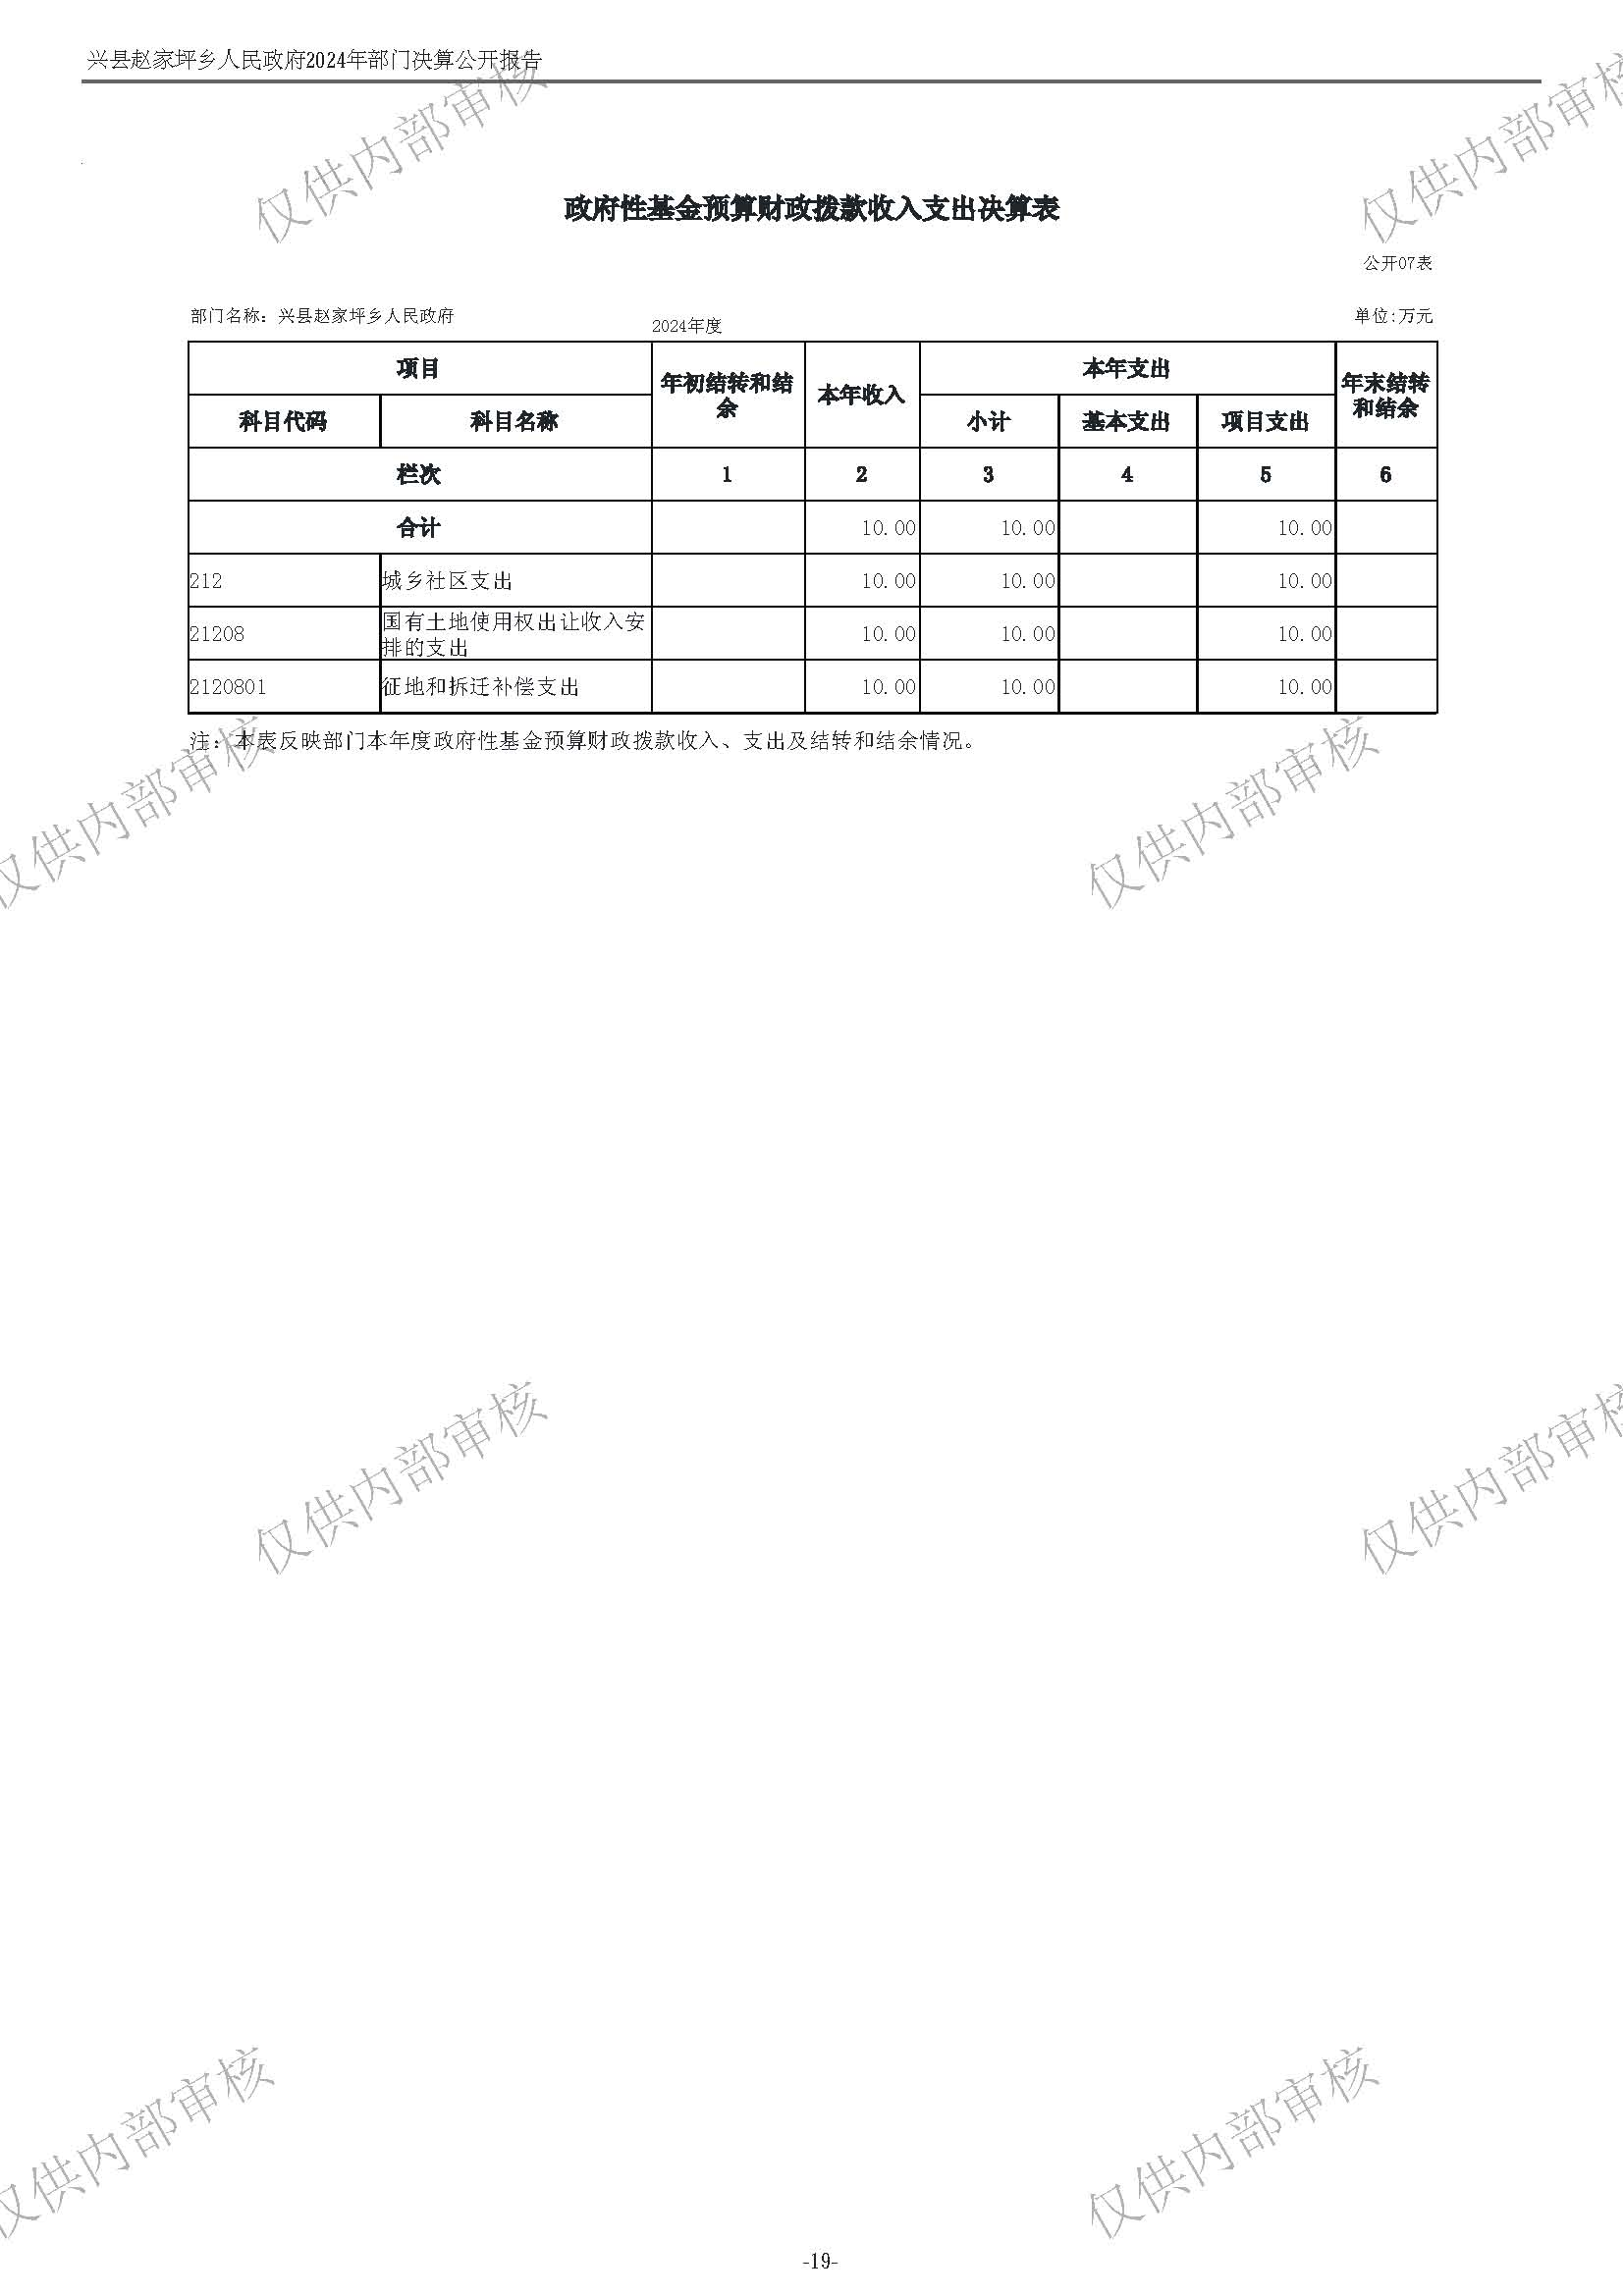 兴县赵家坪乡人民政府2024年部门决算公开报告
政府性基金预算财政拨款收入支出决算表
公开07表
部门名称：兴县赵家坪乡人民政府
2024年度
单位:万元
项目 年初结转和结余 本年收入 本年支出 年末结转和结余
科目代码 科目名称 小计 基本支出 项目支出
栏次 1 2 3 4 5 6
合计 10.00 10.00 10.00
212 城乡社区支出 10.00 10.00 10.00
21208 国有土地使用权出让收入安排的支出 10.00 10.00 10.00
2120801 征地和拆迁补偿支出 10.00 10.00 10.00
注：本表反映部门本年度政府性基金预算财政拨款收入、支出及结转和结余情况。
仅供内部审核
仅供内部审核
仅供内部审核
仅供内部审核
仅供内部审核
仅供内部审核
仅供内部审核
仅供内部审核
-19-